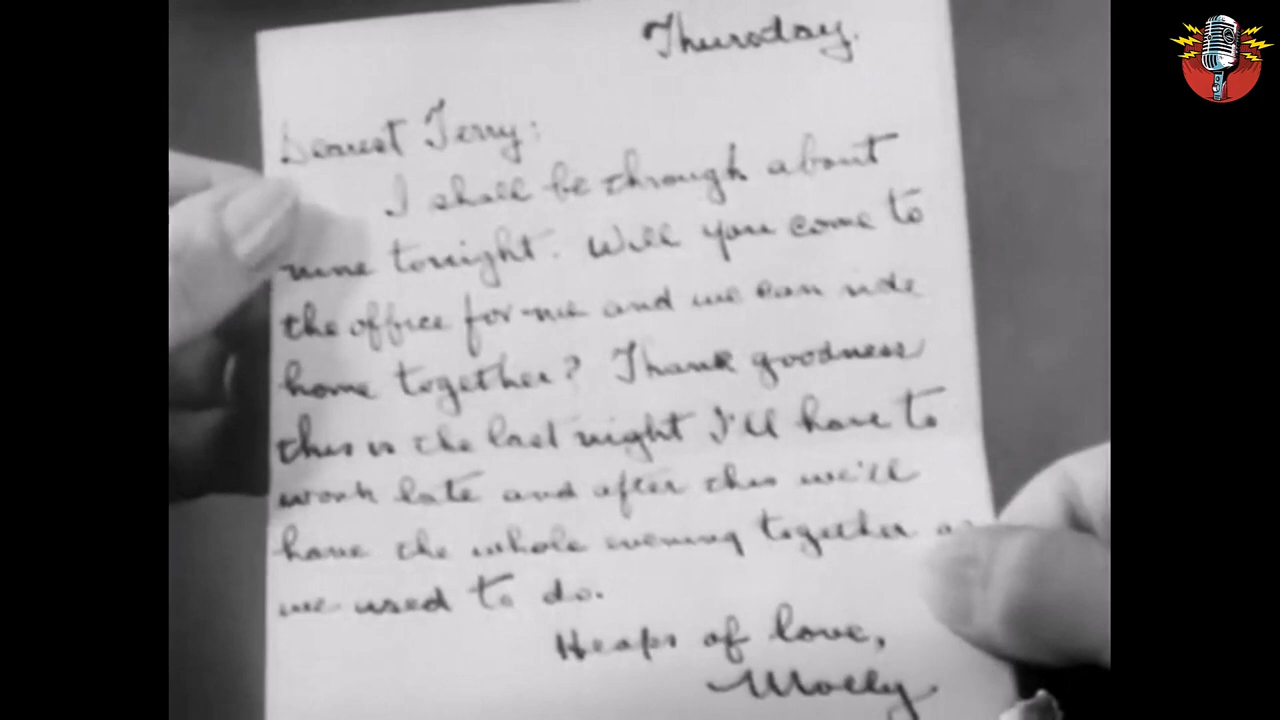 Thursday.
Dearest Terry:
I shall be through about
nine tonight. Will you come to
the office for me and we can ride
home together? Thank goodness
this is the last night I'll have to
work late and after this we'll
have the whole evening together as
we used to do.
Heaps of love,
Molly